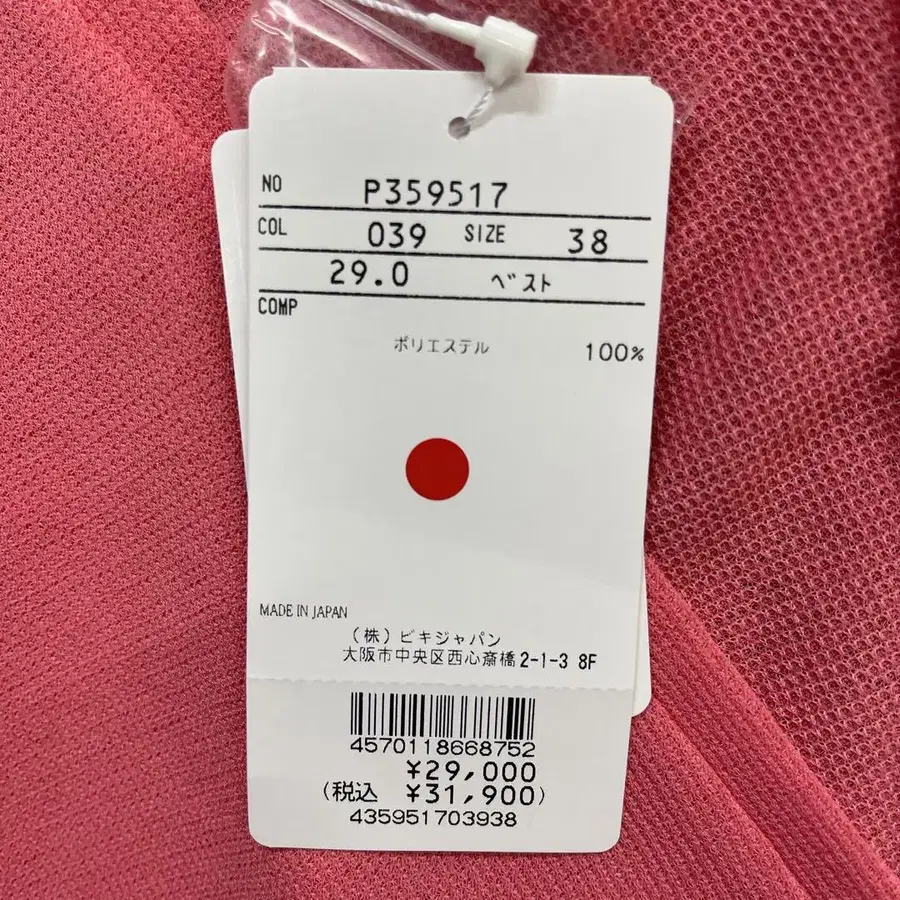 NO P359517
COL 039 SIZE 38
29.0 ベスト
COMP
ポリエステル 100%
MADE IN JAPAN
(株)ビキジャパン
大阪市中央区西心斎橋2-1-3 8F
4570118668752
¥29,000
(税込 ¥31,900)
435951703938